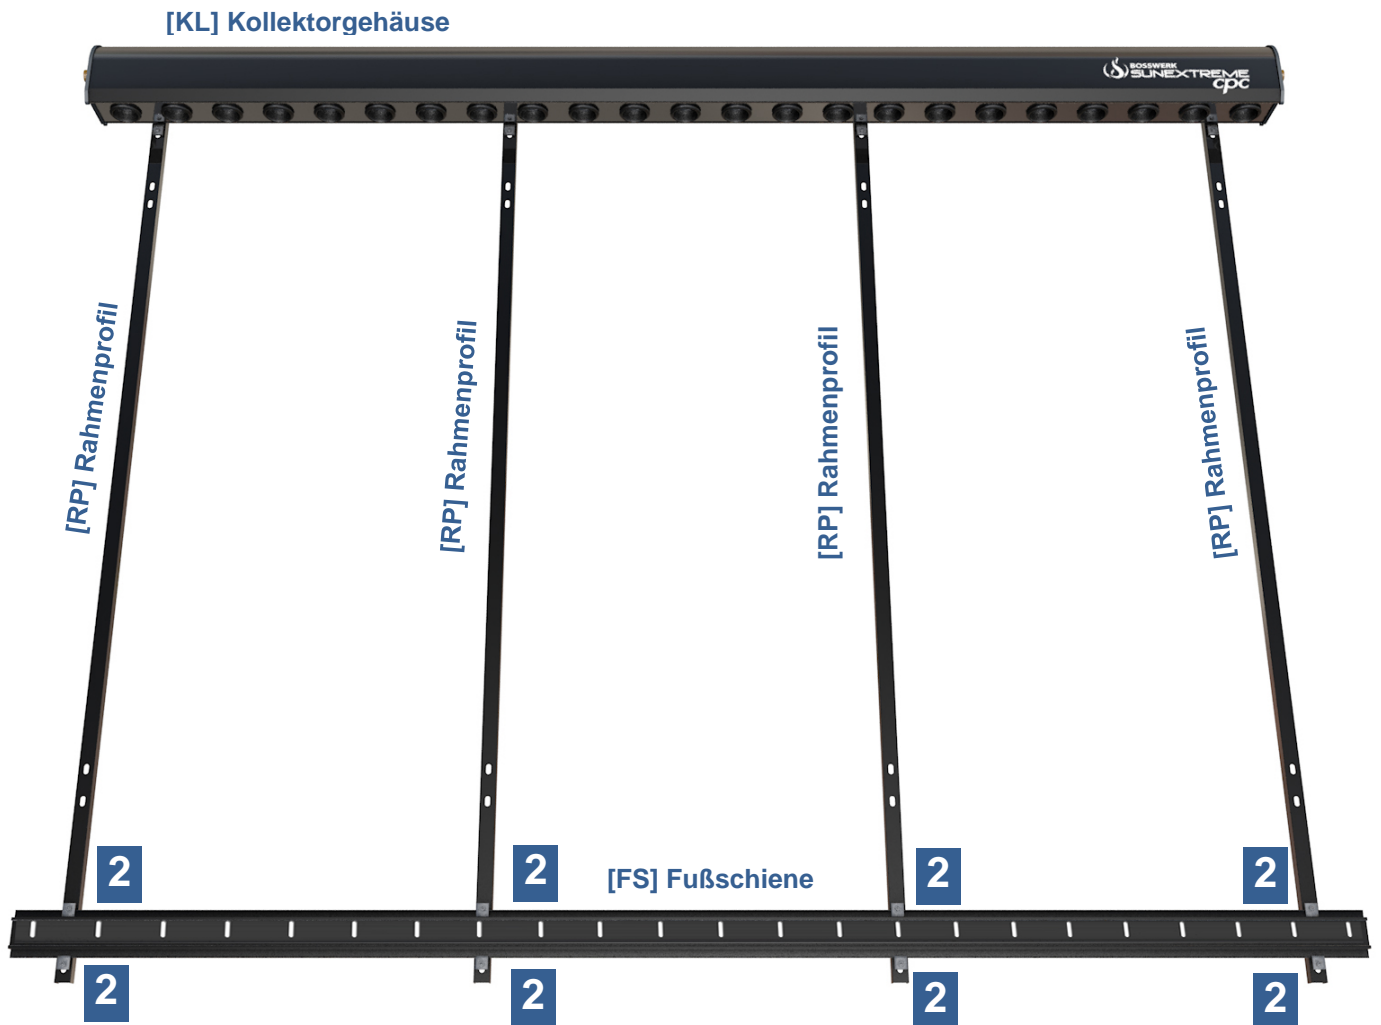 [KL] Kollektorgehäuse
BOSSWERK
SUNEXTREME
cpc
[RP] Rahmenprofil
[RP] Rahmenprofil
[RP] Rahmenprofil
[RP] Rahmenprofil
2
2
2
2
[FS] Fußschiene
2
2
2
2